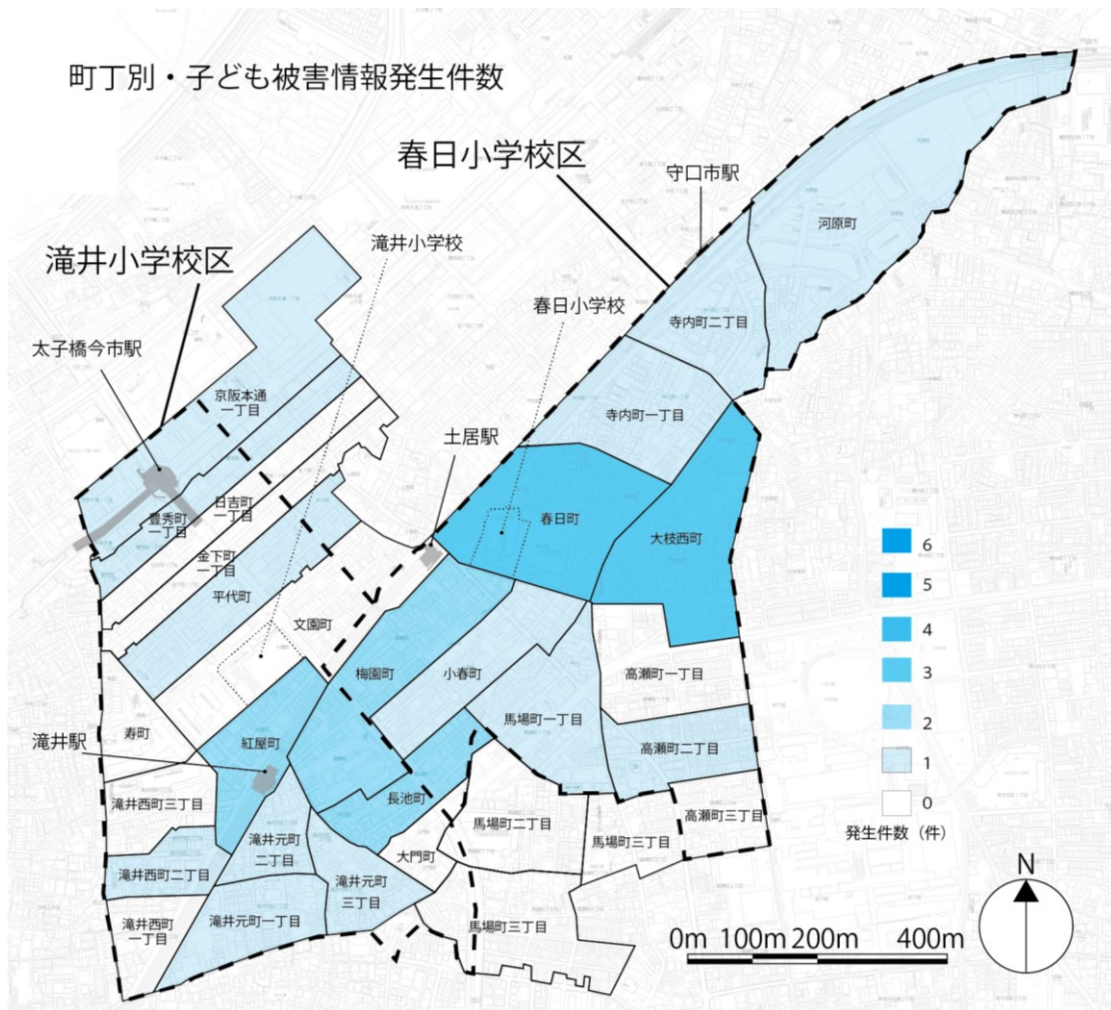 町丁別・子ども被害情報発生件数
春日小学校区
守口市駅
河原町
滝井小学校
滝井小学校区
春日小学校
寺内町二丁目
太子橋今市駅
京阪本通
一丁目
寺内町一丁目
土居駅
日吉町
一丁目
豊秀町
一丁目
春日町
大枝西町
金下町
一丁目
平代町
文園町
梅園町
小春町
高瀬町一丁目
馬場町一丁目
寿町
紅屋町
滝井駅
高瀬町二丁目
長池町
滝井西町三丁目
高瀬町三丁目
馬場町二丁目
馬場町三丁目
滝井元町
二丁目
大門町
滝井西町二丁目
滝井元町
三丁目
滝井西町
一丁目
滝井元町一丁目
馬場町三丁目
6
5
4
3
2
1
0
発生件数（件）
N
0m 100m 200m 400m